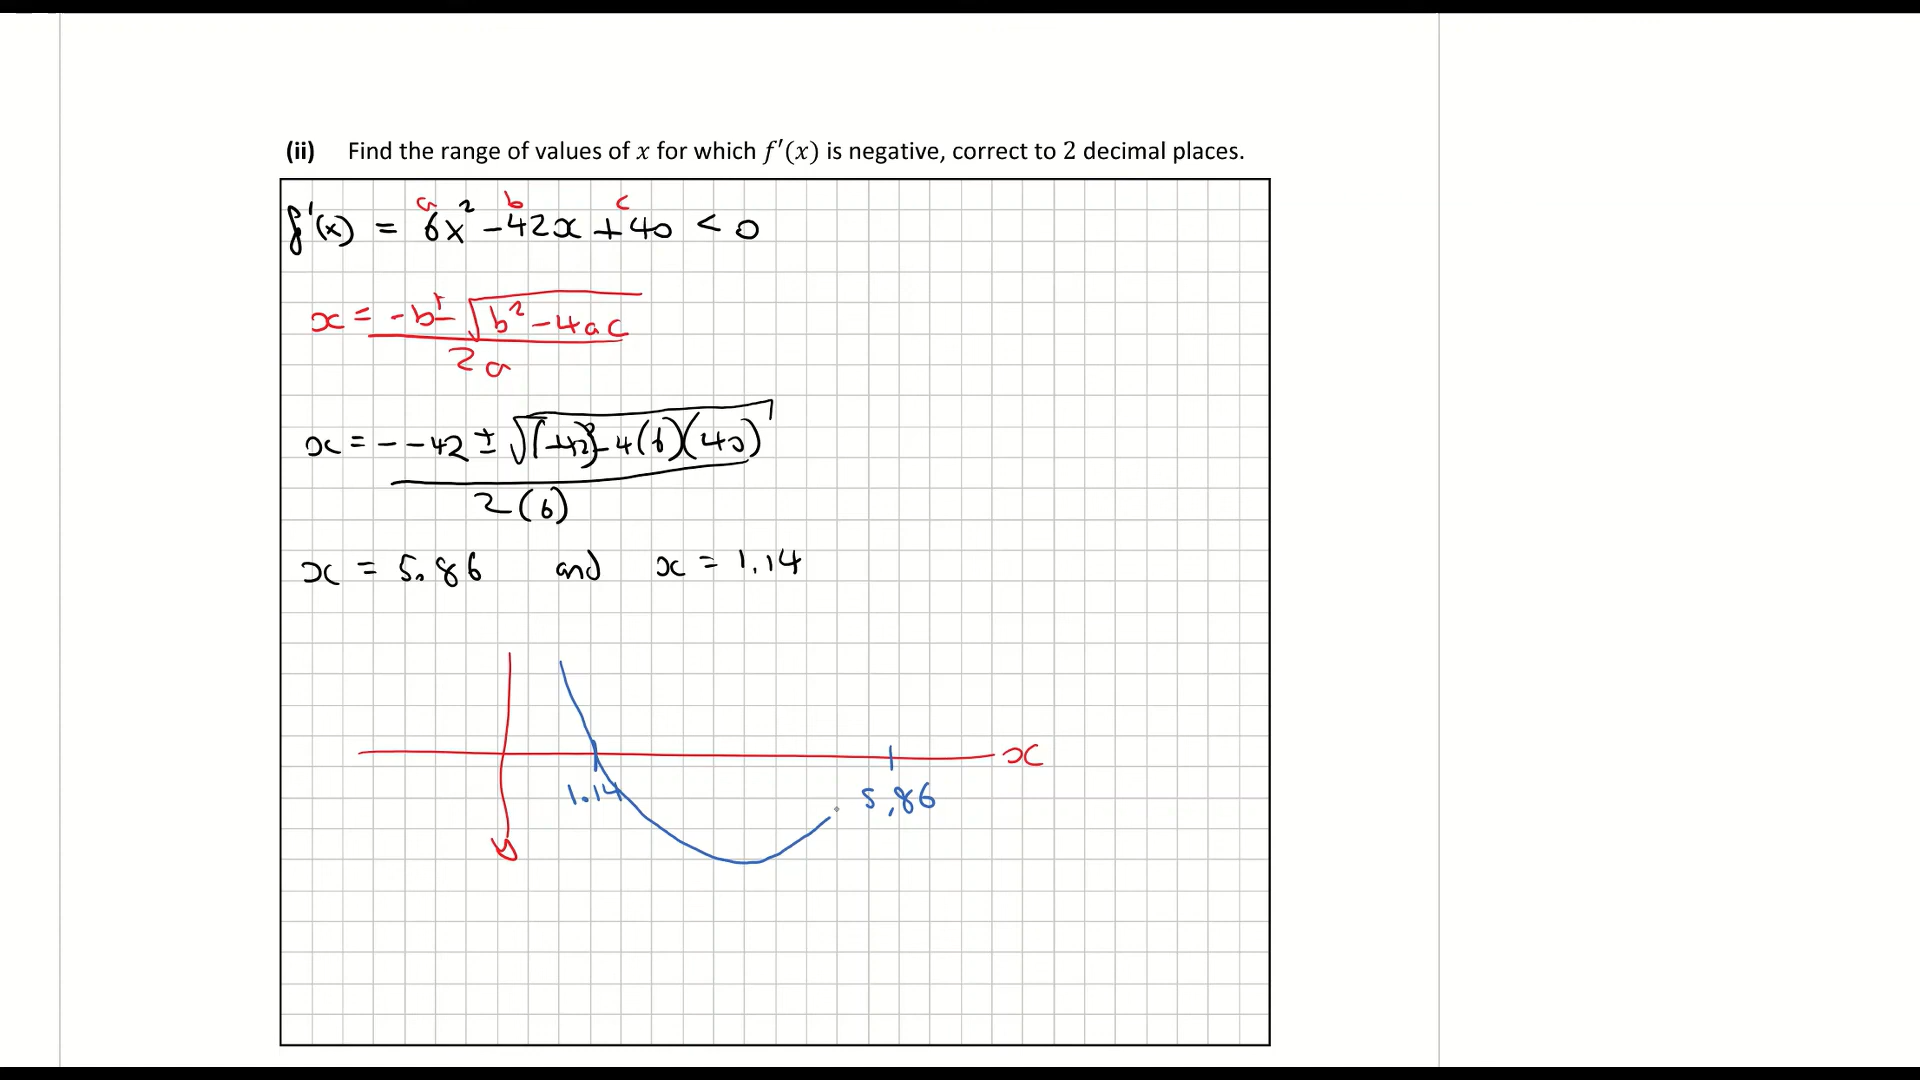 (ii) Find the range of values of x for which f′(x) is negative, correct to 2 decimal places.
a b c
f'(x) = 6x² - 42x + 40 < 0
x = -b ± √b² - 4ac
2a
x = - -42 ± √(-42)² - 4(6)(40)
2(6)
x = 5.86 and x = 1.14
x
1.14 5.86